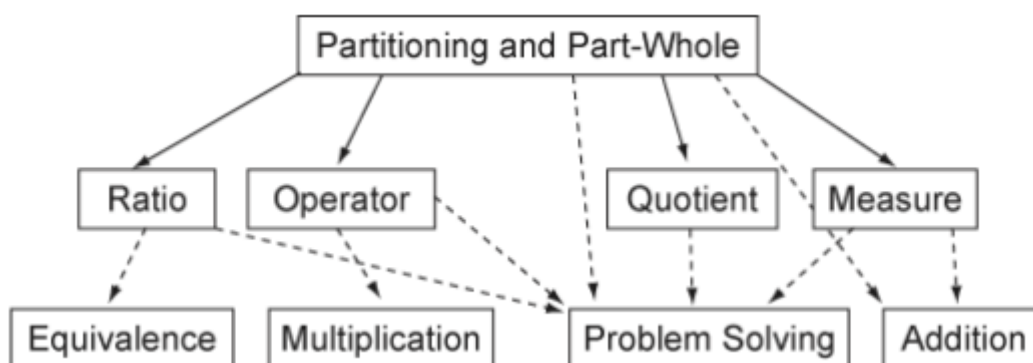 Partitioning and Part-Whole
Ratio
Operator
Quotient
Measure
Equivalence
Multiplication
Problem Solving
Addition